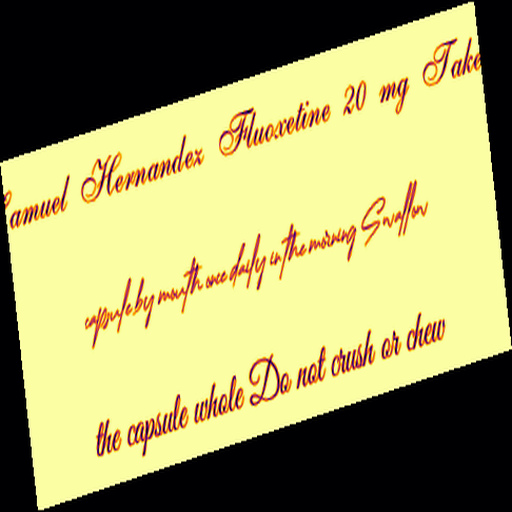 Samuel Hernandez Fluoxetine 20 mg Take
capsule by mouth once daily in the morning Swallow
the capsule whole Do not crush or chew